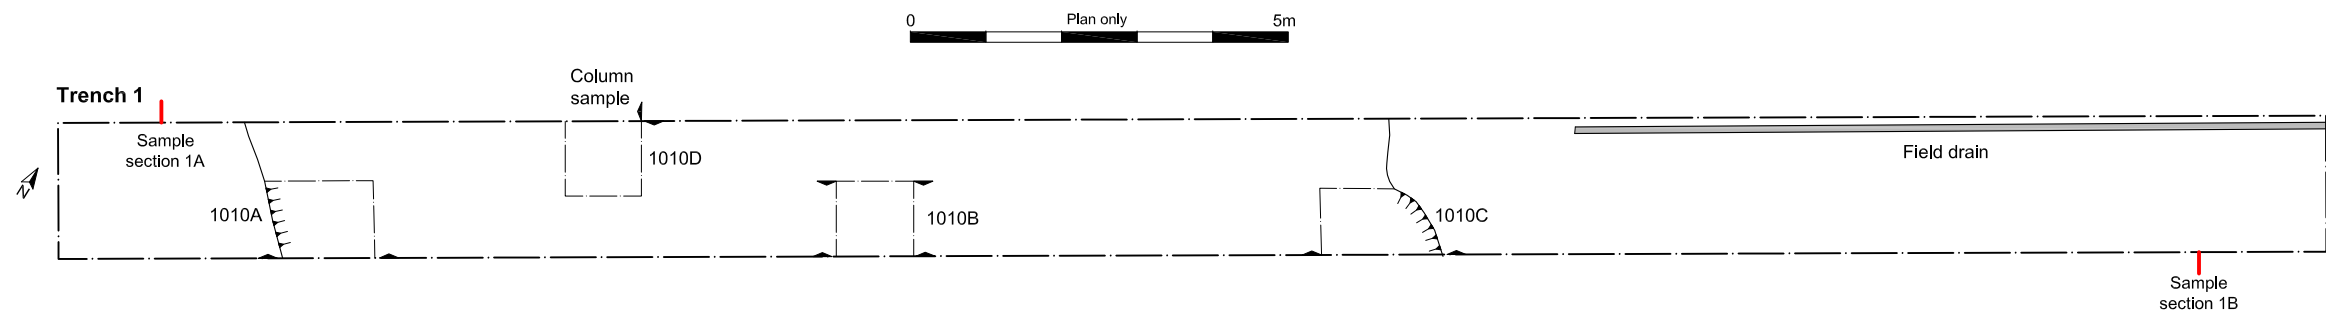 0 Plan only 5m
Trench 1
Column
sample
Sample
section 1A
1010D
Field drain
N
1010A
1010B
1010C
Sample
section 1B